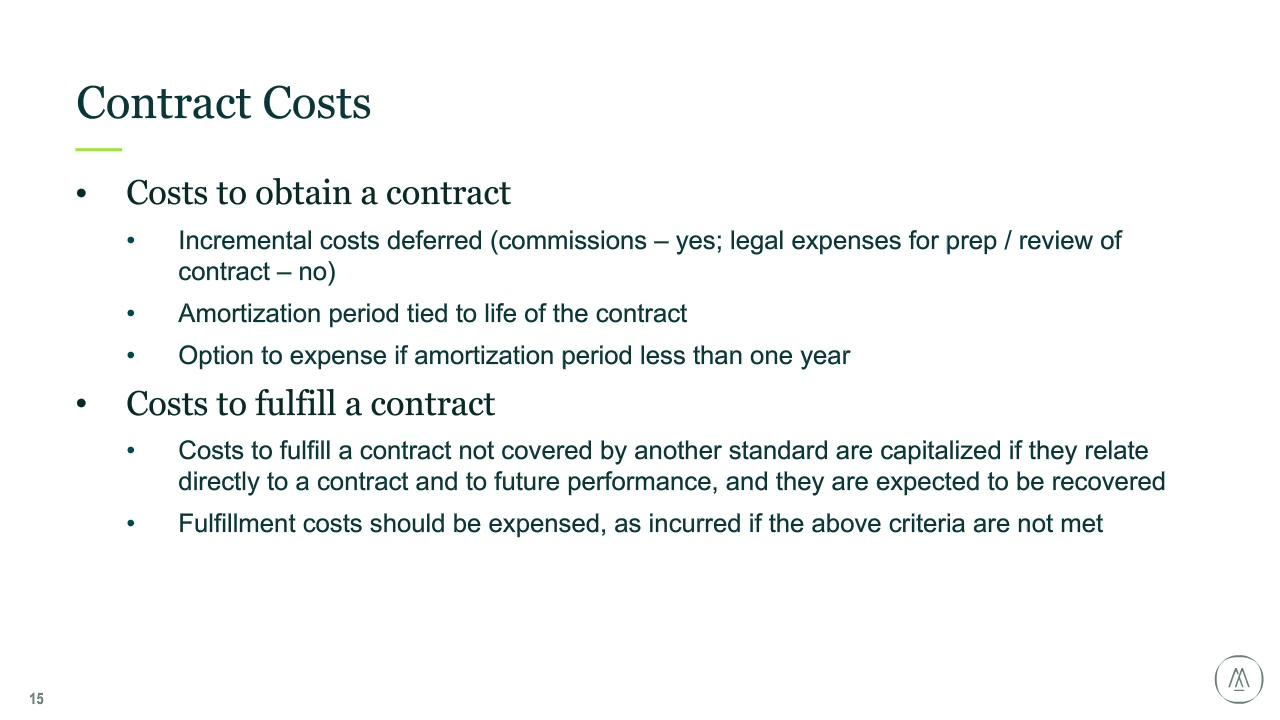 Contract Costs
• Costs to obtain a contract
• Incremental costs deferred (commissions – yes; legal expenses for prep / review of
contract – no)
• Amortization period tied to life of the contract
• Option to expense if amortization period less than one year
• Costs to fulfill a contract
• Costs to fulfill a contract not covered by another standard are capitalized if they relate
directly to a contract and to future performance, and they are expected to be recovered
• Fulfillment costs should be expensed, as incurred if the above criteria are not met
15